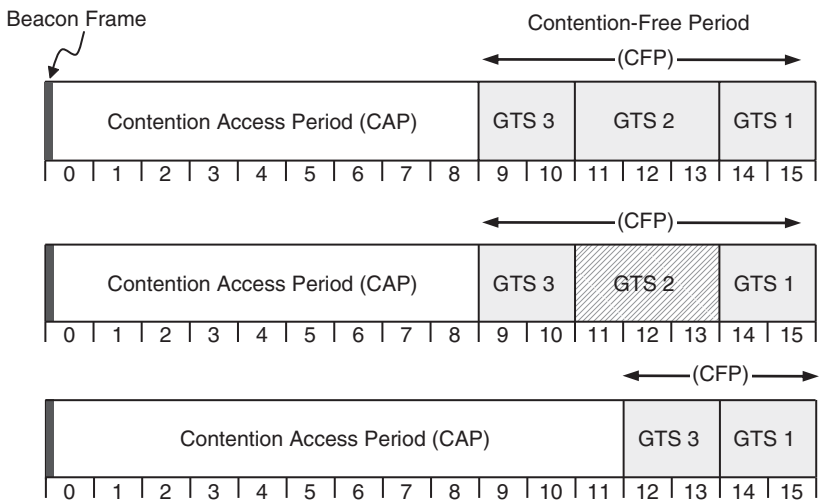 Beacon Frame
Contention-Free Period
(CFP)
Contention Access Period (CAP) GTS 3 GTS 2 GTS 1
0 1 2 3 4 5 6 7 8 9 10 11 12 13 14 15
(CFP)
Contention Access Period (CAP) GTS 3 GTS 2 GTS 1
0 1 2 3 4 5 6 7 8 9 10 11 12 13 14 15
(CFP)
Contention Access Period (CAP) GTS 3 GTS 1
0 1 2 3 4 5 6 7 8 9 10 11 12 13 14 15